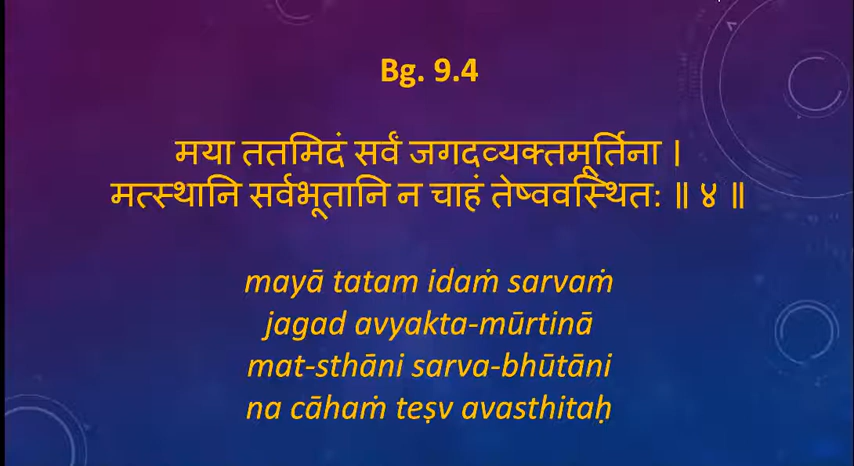 Bg. 9.4
मया ततमिदं सर्वं जगदव्यक्तमूर्तिना |
मत्स्थानि सर्वभूतानि न चाहं तेष्ववस्थितः ॥ ४ ॥
mayā tatam idaṁ sarvaṁ
jagad avyakta-mūrtinā
mat-sthāni sarva-bhūtāni
na cāhaṁ teṣv avasthitaḥ